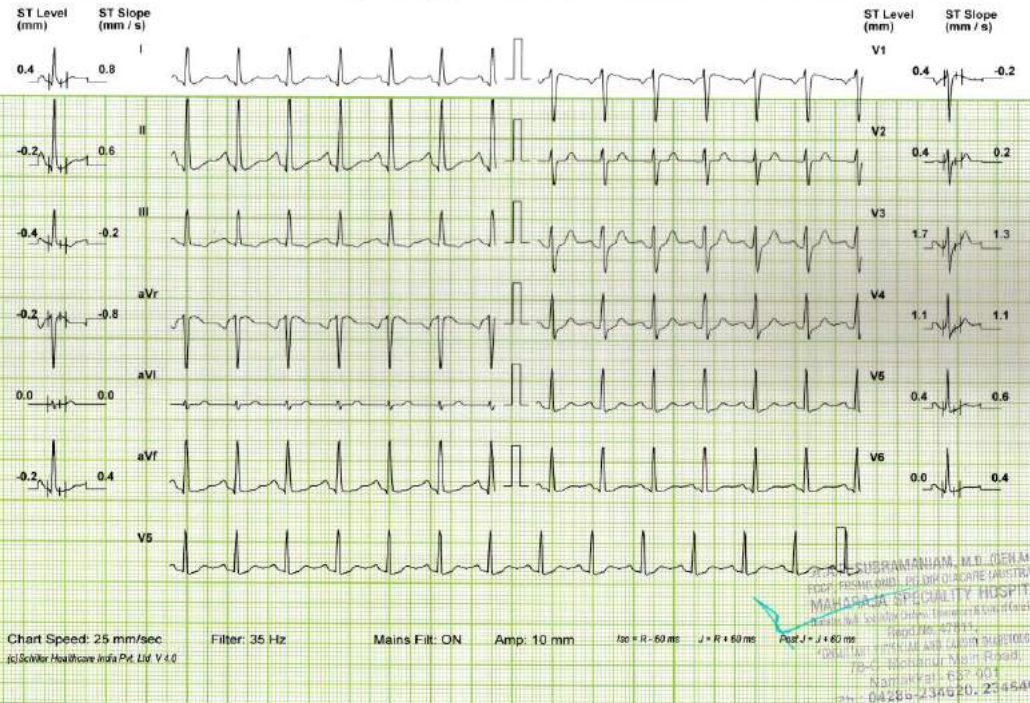 ST Level ST Slope
(mm) (mm / s)
ST Level ST Slope
(mm) (mm / s)
I
0.4 0.8
V1
0.4 -0.2
II
-0.2 0.6
V2
0.4 0.2
III
-0.4 -0.2
V3
1.7 1.3
aVr
-0.2 -0.8
V4
1.1 1.1
aVl
0.0 0.0
V5
0.4 0.6
aVf
-0.2 0.4
V6
0.0 0.4
V5
SUBRAMANIAM, M.D.
MAHARAJA SPECIALITY HOSPIT
Chart Speed: 25 mm/sec Filter: 35 Hz Mains Filt: ON Amp: 10 mm Iso = R - 60 ms J = R + 60 ms Post J = J + 60 ms
(c) Schiller Healthcare India Pvt. Ltd. V 4.0
Main Road,
Namakkal - 637 001
04286-234620, 23464